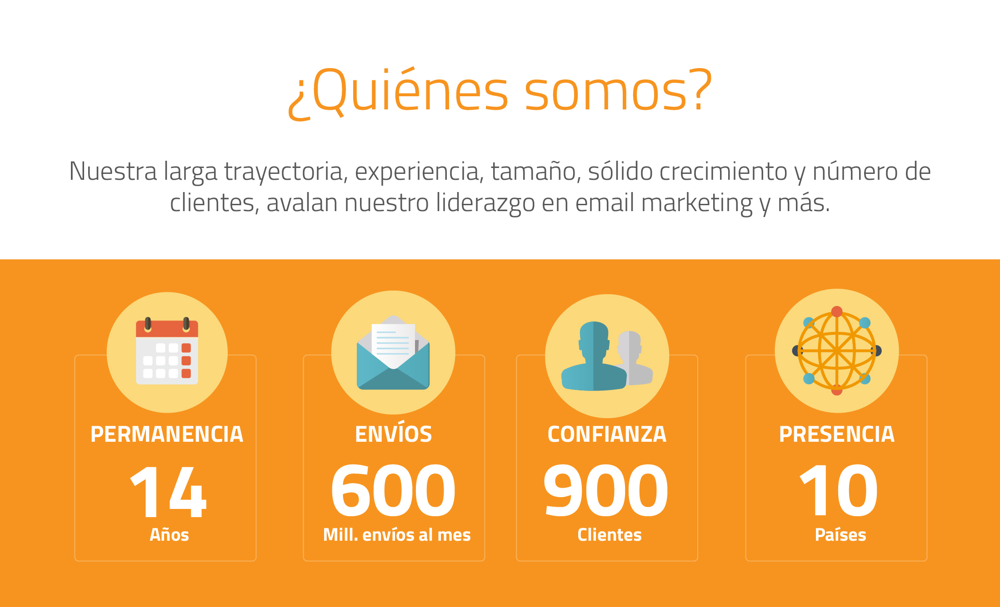 ¿Quiénes somos?
Nuestra larga trayectoria, experiencia, tamaño, sólido crecimiento y número de
clientes, avalan nuestro liderazgo en email marketing y más.
PERMANENCIA
14
Años
ENVÍOS
600
Mill. envíos al mes
CONFIANZA
900
Clientes
PRESENCIA
10
Países